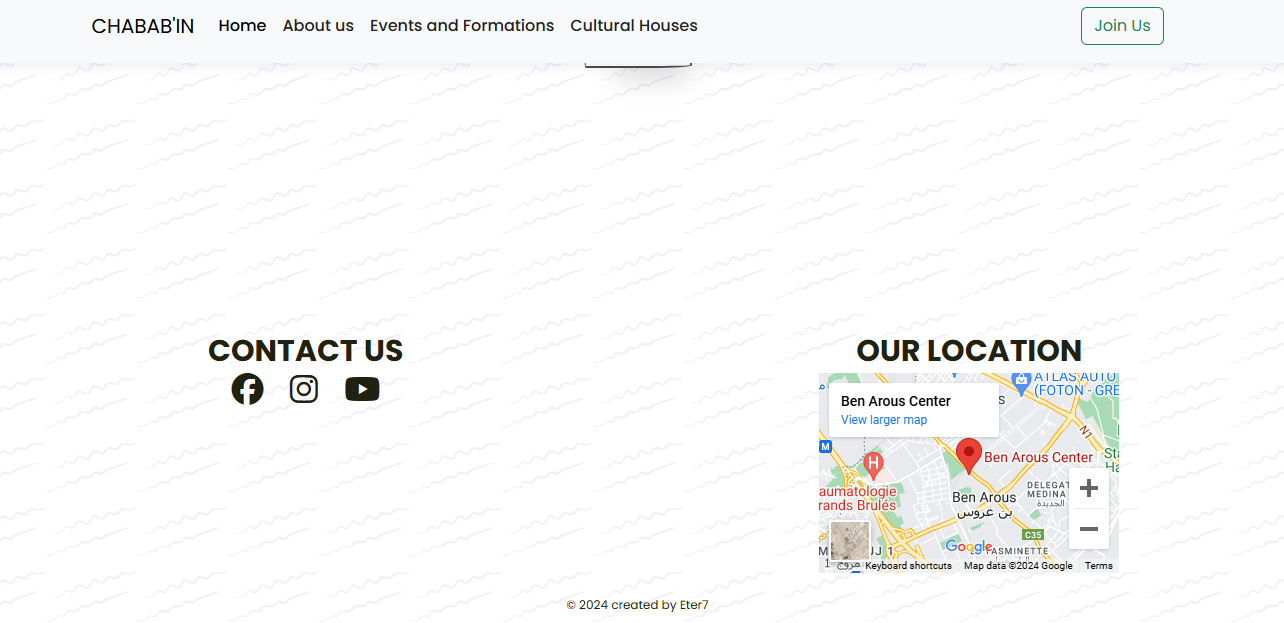 CHABAB'IN Home About us Events and Formations Cultural Houses Join Us
CONTACT US
OUR LOCATION
Ben Arous Center
View larger map
ATLAS AUTO
(FOTON - GRE
S
N1
M
H
Ben Arous Center
aumatologie
rands Brulés
Ben Arous
بن عروس
DELEGAT
MEDINA
الجديدة
C35
Google
YASMINETTE
Keyboard shortcuts Map data ©2024 Google Terms
© 2024 created by Eter7